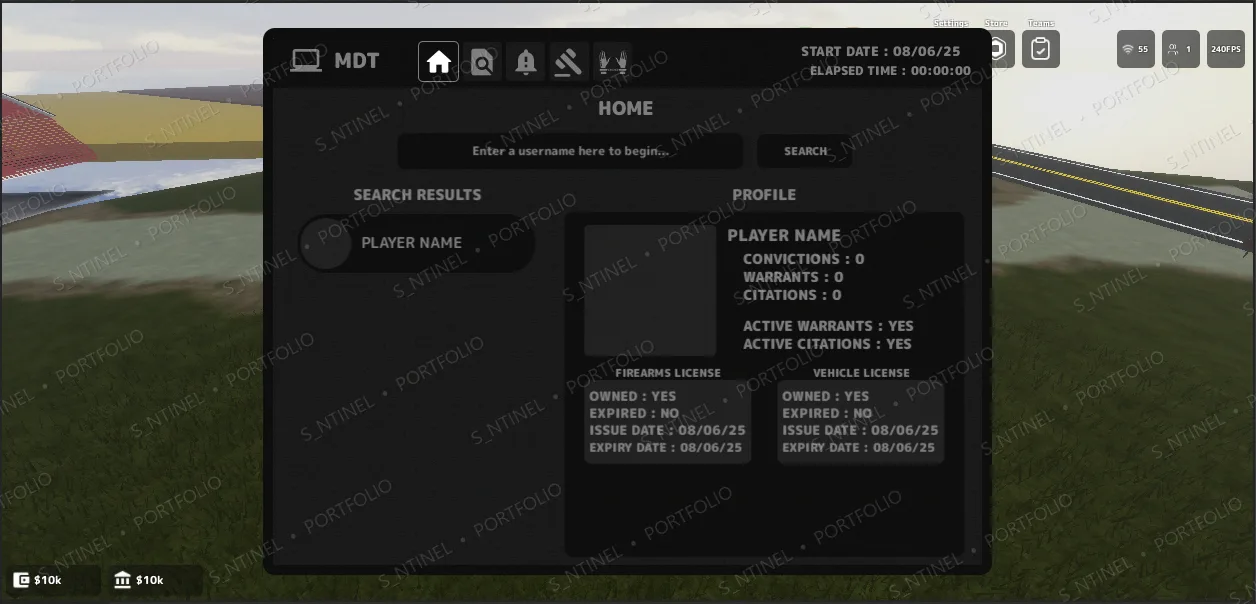 Settings Store Teams
MDT
START DATE : 08/06/25
ELAPSED TIME : 00:00:00
55
1
240FPS
HOME
Enter a username here to begin...
SEARCH
SEARCH RESULTS
PLAYER NAME
PROFILE
PLAYER NAME
CONVICTIONS : 0
WARRANTS : 0
CITATIONS : 0
ACTIVE WARRANTS : YES
ACTIVE CITATIONS : YES
FIREARMS LICENSE
OWNED : YES
EXPIRED : NO
ISSUE DATE : 08/06/25
EXPIRY DATE : 08/06/25
VEHICLE LICENSE
OWNED : YES
EXPIRED : NO
ISSUE DATE : 08/06/25
EXPIRY DATE : 08/06/25
$10k
$10k
S_NTINEL • PORTFOLIO